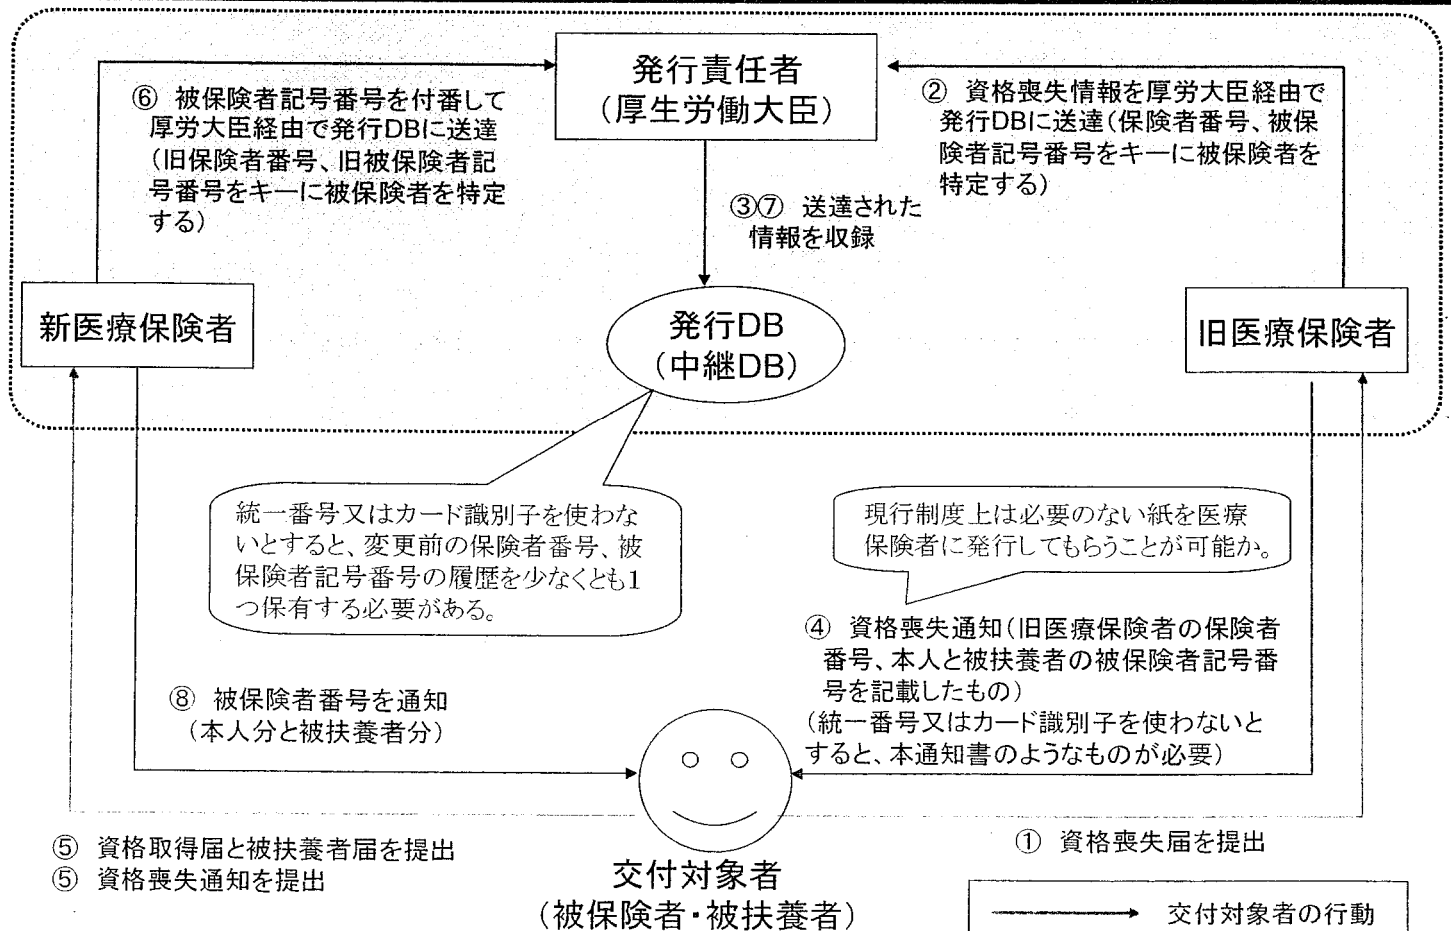 発行責任者
(厚生労働大臣)
⑥ 被保険者記号番号を付番して
厚労大臣経由で発行DBに送達
(旧保険者番号、旧被保険者記
号番号をキーに被保険者を特定
する)
② 資格喪失情報を厚労大臣経由で
発行DBに送達(保険者番号、被保
険者記号番号をキーに被保険者を
特定する)
③⑦ 送達された
情報を収録
新医療保険者
発行DB
(中継DB)
旧医療保険者
統一番号又はカード識別子を使わな
いとすると、変更前の保険者番号、被
保険者記号番号の履歴を少なくとも1
つ保有する必要がある。
現行制度上は必要のない紙を医療
保険者に発行してもらうことが可能か。
④ 資格喪失通知(旧医療保険者の保険者
番号、本人と被扶養者の被保険者記号番
号を記載したもの)
(統一番号又はカード識別子を使わないと
すると、本通知書のようなものが必要)
⑧ 被保険者番号を通知
(本人分と被扶養者分)
⑤ 資格取得届と被扶養者届を提出
⑤ 資格喪失通知を提出
① 資格喪失届を提出
交付対象者
(被保険者・被扶養者)
交付対象者の行動